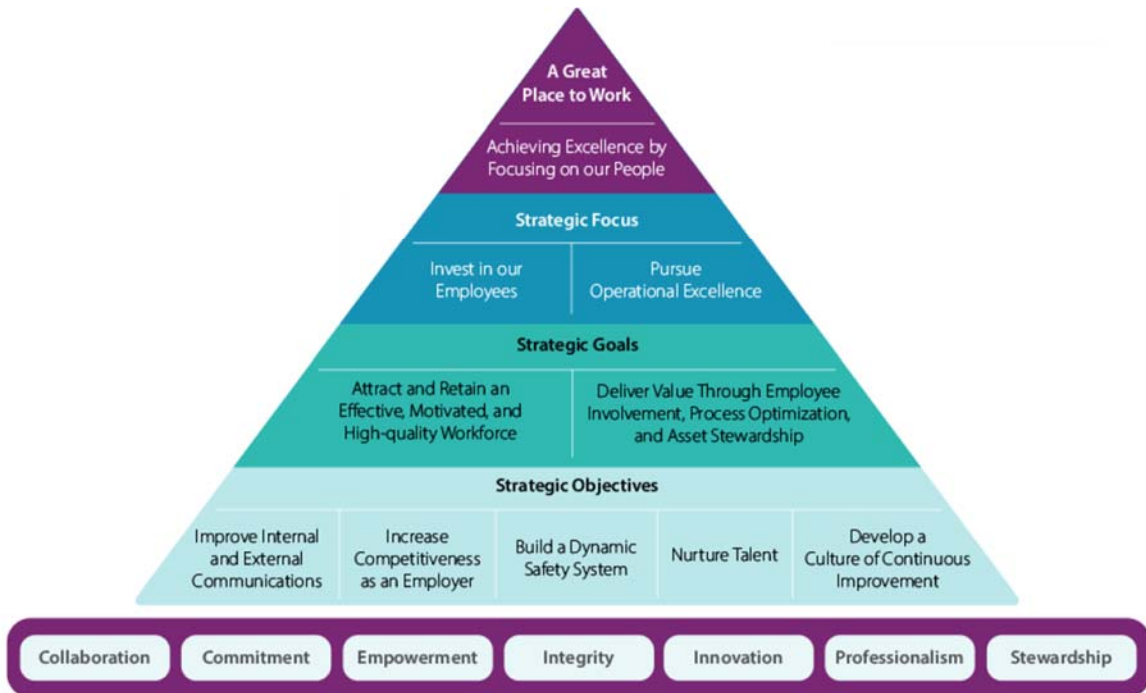 A Great
Place to Work
Achieving Excellence by
Focusing on our People
Strategic Focus
Invest in our
Employees
Pursue
Operational Excellence
Strategic Goals
Attract and Retain an
Effective, Motivated, and
High-quality Workforce
Deliver Value Through Employee
Involvement, Process Optimization,
and Asset Stewardship
Strategic Objectives
Improve Internal
and External
Communications
Increase
Competitiveness
as an Employer
Build a Dynamic
Safety System
Nurture Talent
Develop a
Culture of Continuous
Improvement
Collaboration
Commitment
Empowerment
Integrity
Innovation
Professionalism
Stewardship